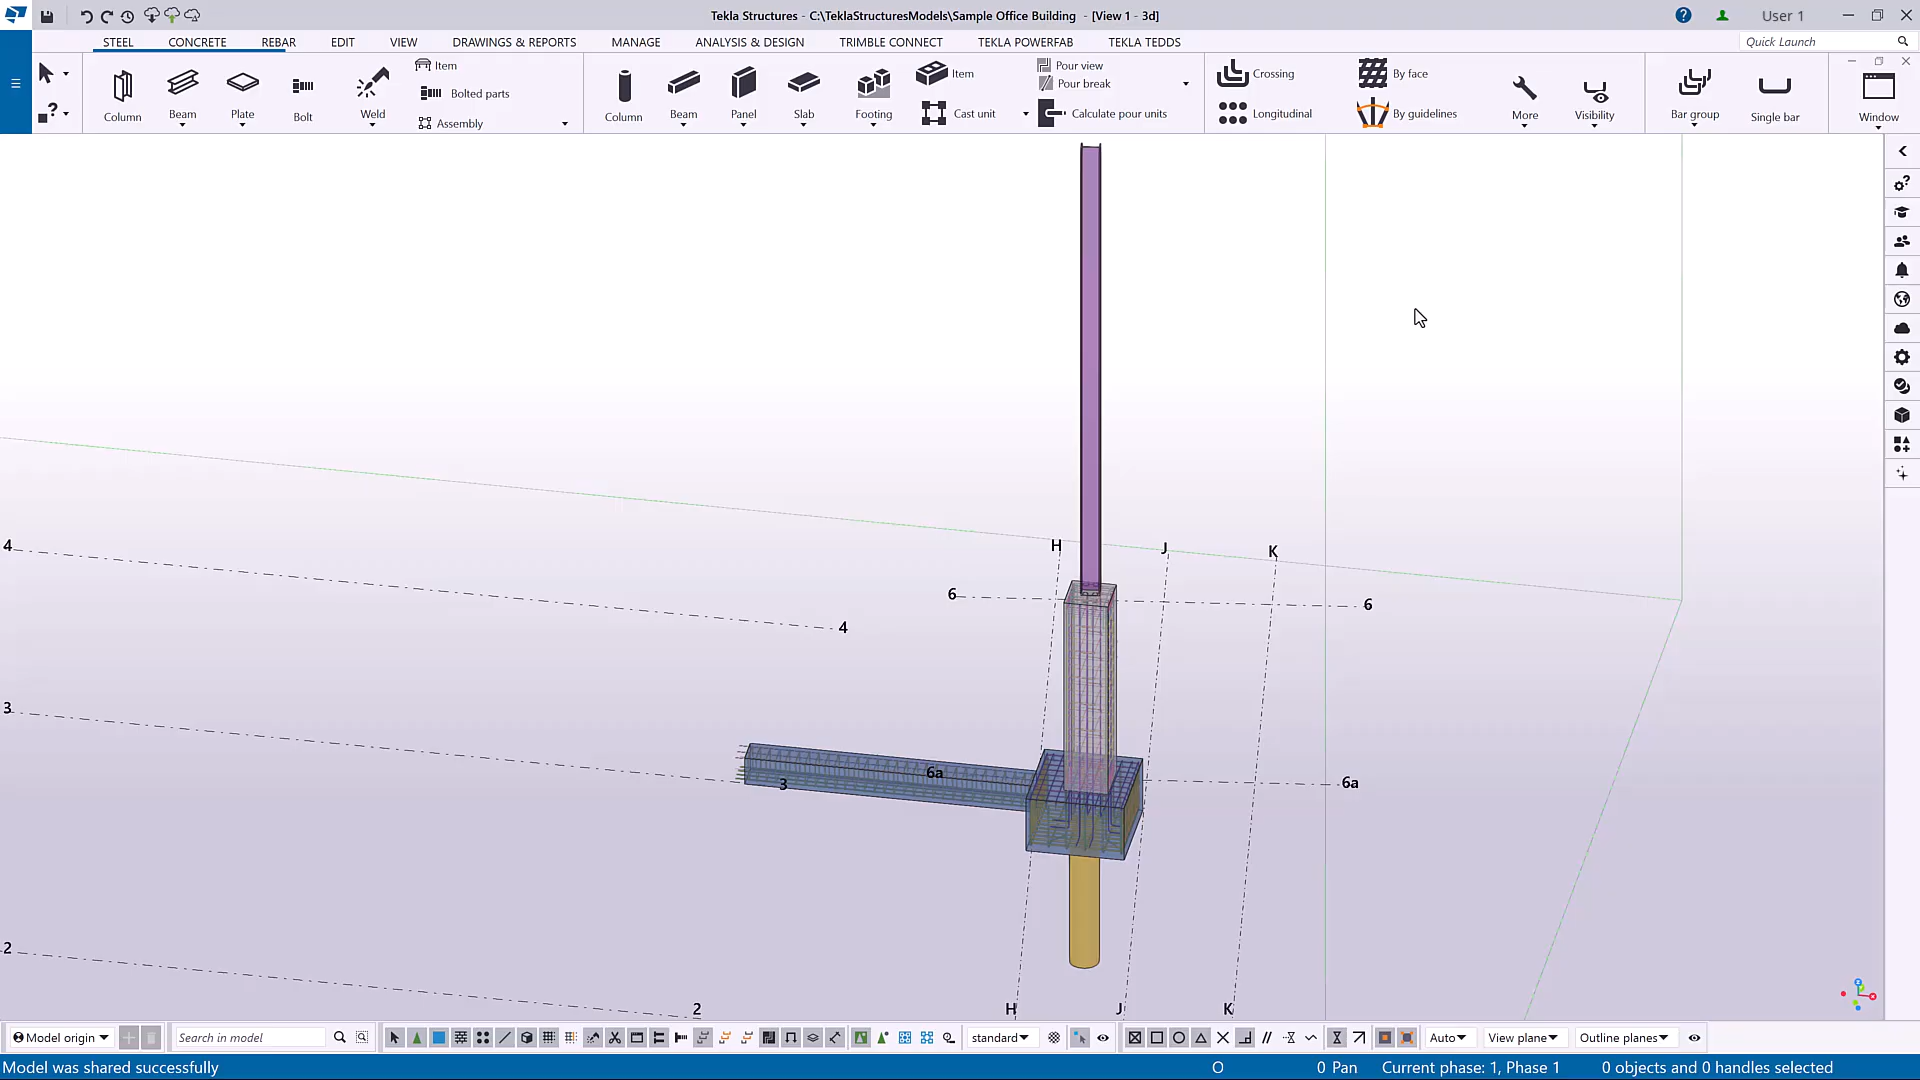 Tekla Structures - C:\TeklaStructuresModels\Sample Office Building - [View 1 - 3d]
User 1
STEEL CONCRETE REBAR EDIT VIEW DRAWINGS & REPORTS MANAGE ANALYSIS & DESIGN TRIMBLE CONNECT TEKLA POWERFAB TEKLA TEDDS
Quick Launch
Column
Beam
Plate
Bolt
Weld
Item
Bolted parts
Assembly
Column
Beam
Panel
Slab
Footing
Item
Cast unit
Pour view
Pour break
Calculate pour units
Crossing
Longitudinal
By face
By guidelines
More
Visibility
Bar group
Single bar
Window
H
J
K
4
6
6
4
3
6a
3
6a
2
2
H
J
K
Model origin
Search in model
standard
Auto
View plane
Outline planes
Model was shared successfully
O
0 Pan
Current phase: 1, Phase 1
0 objects and 0 handles selected